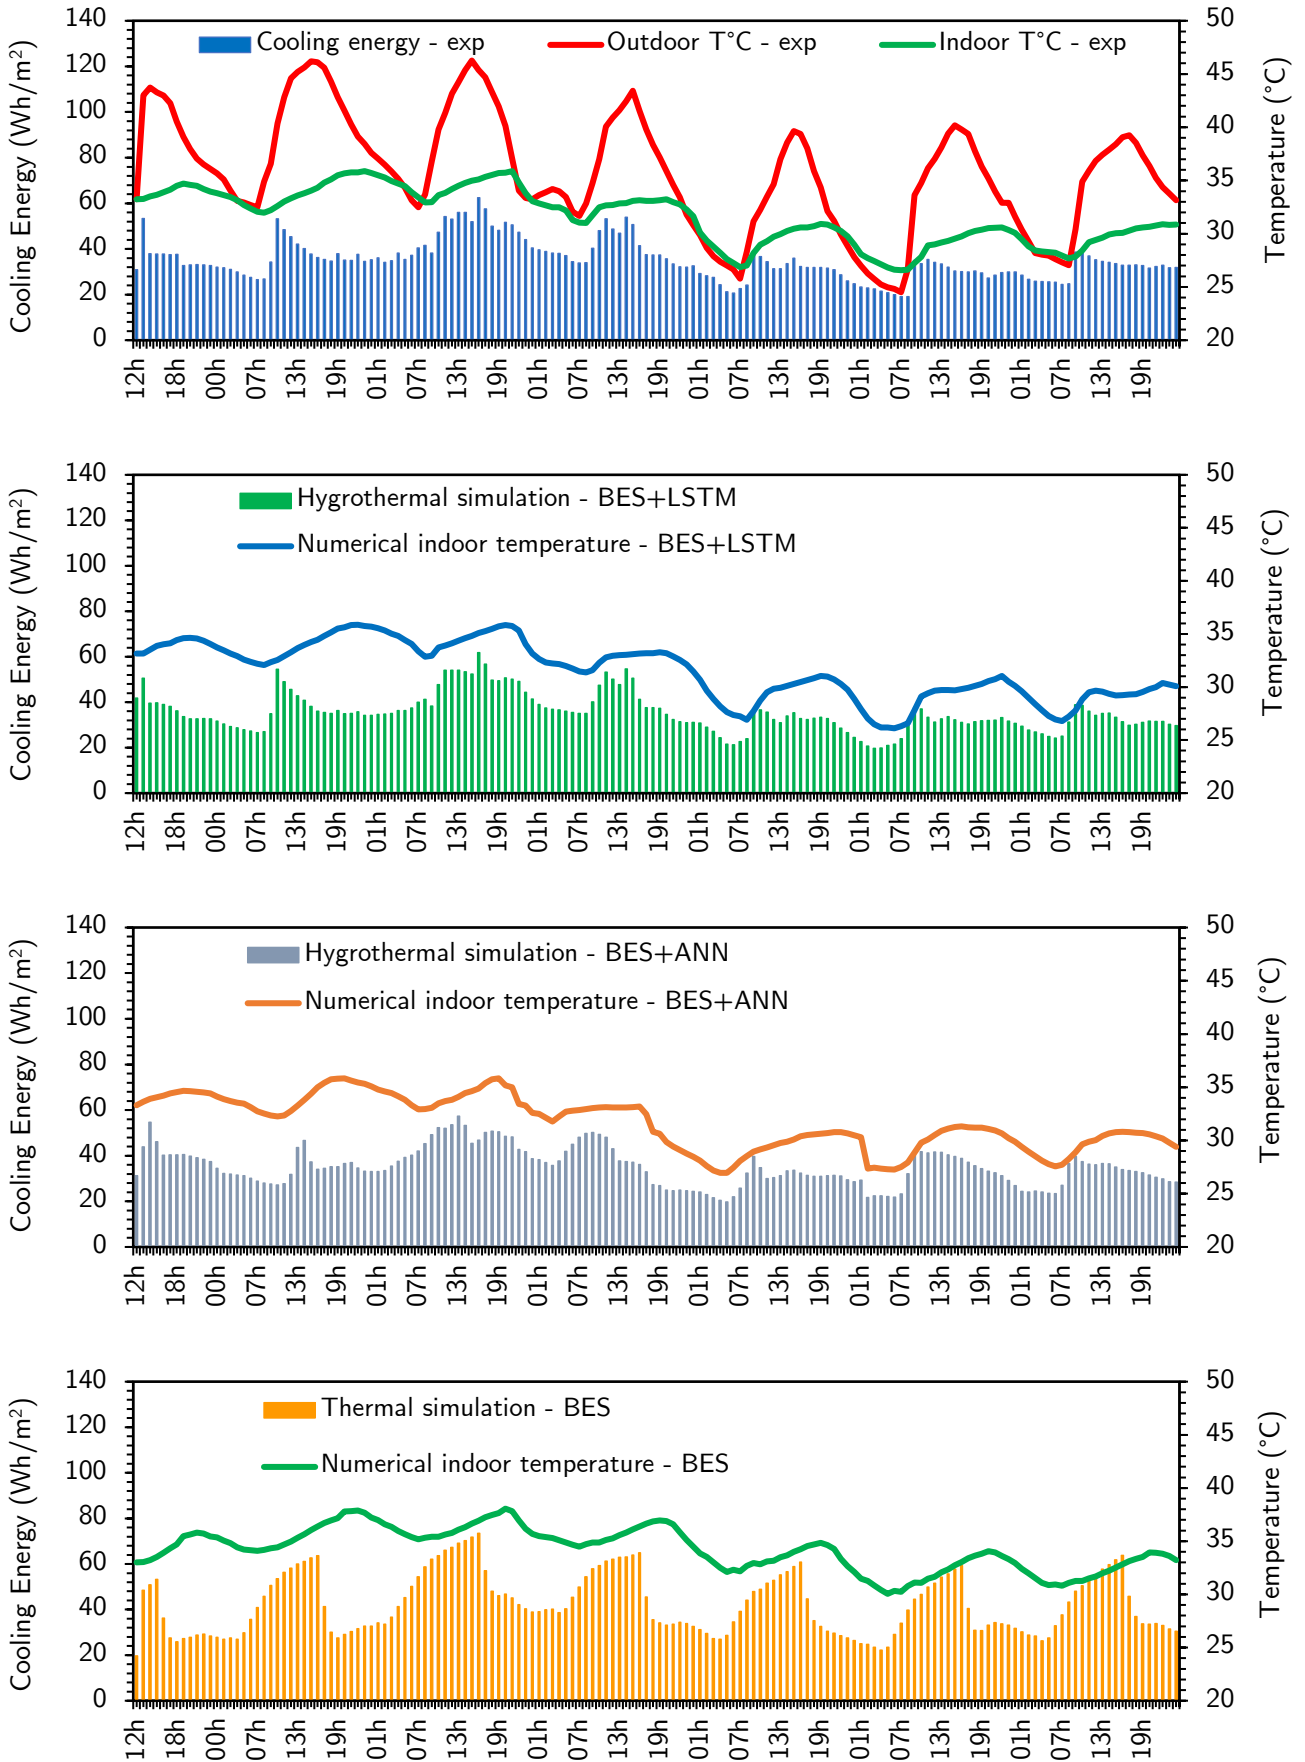 140
120
100
80
60
40
20
0
Cooling Energy (Wh/m²)
Cooling energy - exp
Outdoor T°C - exp
Indoor T°C - exp
50
45
40
35
30
25
20
Temperature (°C)
12h 18h 00h 07h 13h 19h 01h 07h 13h 01h 07h 13h 19h 01h 07h 13h 19h 01h 07h 13h 19h 01h 07h 13h 19h
140
120
100
80
60
40
20
0
Cooling Energy (Wh/m²)
Hygrothermal simulation - BES+LSTM
Numerical indoor temperature - BES+LSTM
50
45
40
35
30
25
20
Temperature (°C)
12h 18h 00h 07h 13h 19h 01h 07h 13h 19h 01h 07h 13h 19h 01h 07h 13h 19h 01h 07h 13h 19h 01h 07h 13h 19h
140
120
100
80
60
40
20
0
Cooling Energy (Wh/m²)
Hygrothermal simulation - BES+ANN
Numerical indoor temperature - BES+ANN
50
45
40
35
30
25
20
Temperature (°C)
12h 18h 00h 07h 13h 19h 01h 07h 13h 19h 01h 07h 13h 19h 01h 07h 13h 19h 01h 07h 13h 19h 01h 07h 13h 19h
140
120
100
80
60
40
20
0
Cooling Energy (Wh/m²)
Thermal simulation - BES
Numerical indoor temperature - BES
50
45
40
35
30
25
20
Temperature (°C)
12h 18h 00h 07h 13h 19h 01h 07h 13h 19h 01h 07h 13h 19h 01h 07h 13h 19h 01h 07h 13h 19h 01h 07h 13h 19h